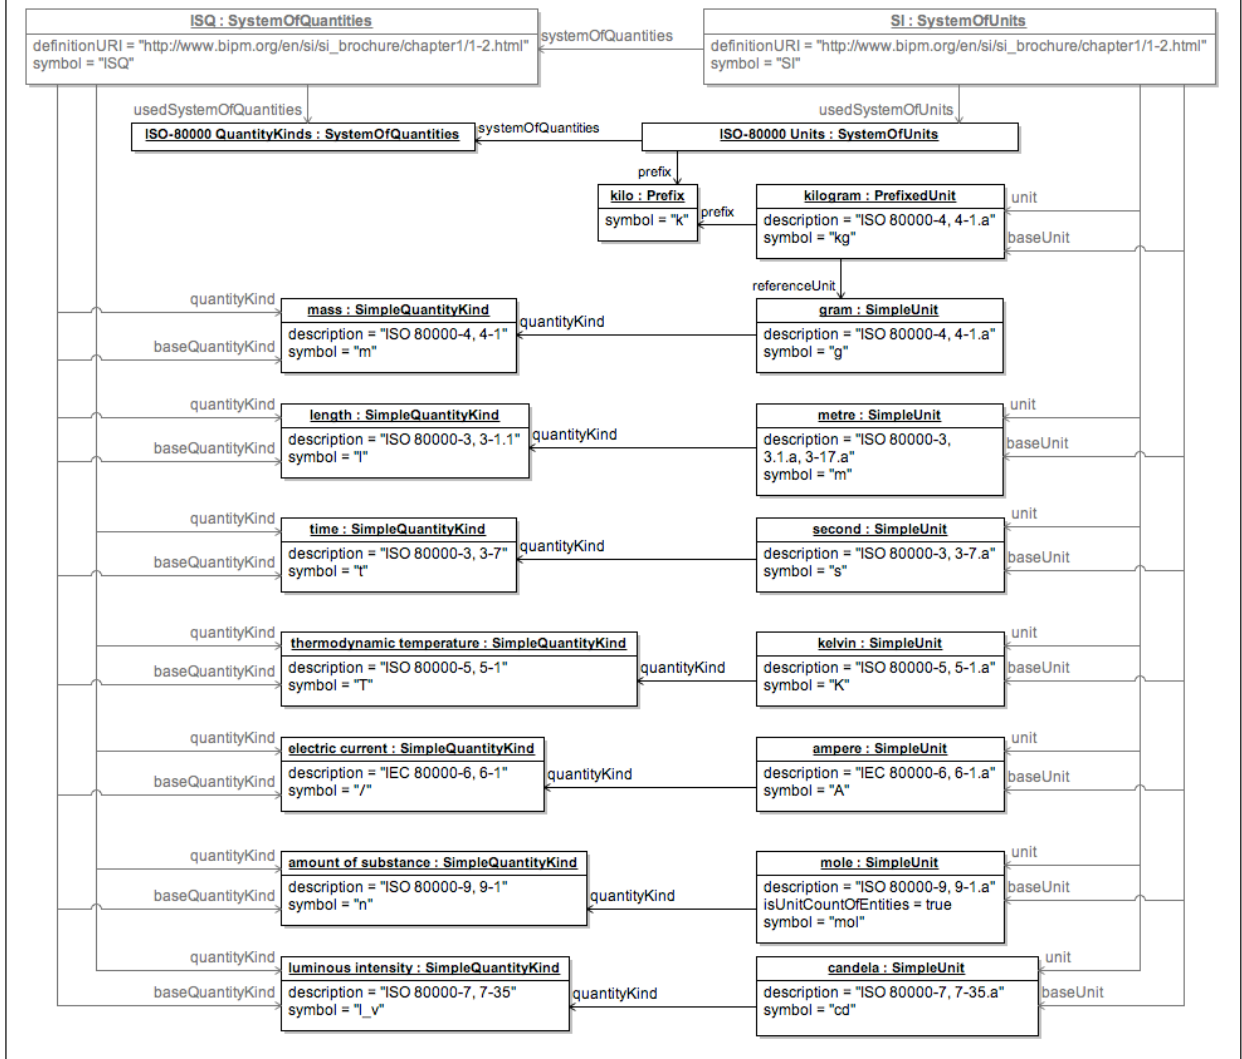 ISQ : SystemOfQuantities
definitionURI = "http://www.bipm.org/en/si/si_brochure/chapter1/1-2.html"
symbol = "ISQ"
systemOfQuantities
SI : SystemOfUnits
definitionURI = "http://www.bipm.org/en/si/si_brochure/chapter1/1-2.html"
symbol = "SI"
usedSystemOfQuantities
usedSystemOfUnits
ISO-80000 QuantityKinds : SystemOfQuantities
systemOfQuantities
ISO-80000 Units : SystemOfUnits
prefix
kilo : Prefix
symbol = "k"
prefix
kilogram : PrefixedUnit
description = "ISO 80000-4, 4-1.a"
symbol = "kg"
unit
baseUnit
referenceUnit
quantityKind
baseQuantityKind
mass : SimpleQuantityKind
description = "ISO 80000-4, 4-1"
symbol = "m"
quantityKind
gram : SimpleUnit
description = "ISO 80000-4, 4-1.a"
symbol = "g"
quantityKind
baseQuantityKind
length : SimpleQuantityKind
description = "ISO 80000-3, 3-1.1"
symbol = "l"
quantityKind
metre : SimpleUnit
description = "ISO 80000-3,
3.1.a, 3-17.a"
symbol = "m"
unit
baseUnit
quantityKind
baseQuantityKind
time : SimpleQuantityKind
description = "ISO 80000-3, 3-7"
symbol = "t"
quantityKind
second : SimpleUnit
description = "ISO 80000-3, 3-7.a"
symbol = "s"
unit
baseUnit
quantityKind
baseQuantityKind
thermodynamic temperature : SimpleQuantityKind
description = "ISO 80000-5, 5-1"
symbol = "T"
quantityKind
kelvin : SimpleUnit
description = "ISO 80000-5, 5-1.a"
symbol = "K"
unit
baseUnit
quantityKind
baseQuantityKind
electric current : SimpleQuantityKind
description = "IEC 80000-6, 6-1"
symbol = "/"
quantityKind
ampere : SimpleUnit
description = "IEC 80000-6, 6-1.a"
symbol = "A"
unit
baseUnit
quantityKind
baseQuantityKind
amount of substance : SimpleQuantityKind
description = "ISO 80000-9, 9-1"
symbol = "n"
quantityKind
mole : SimpleUnit
description = "ISO 80000-9, 9-1.a"
isUnitCountOfEntities = true
symbol = "mol"
unit
baseUnit
quantityKind
baseQuantityKind
luminous intensity : SimpleQuantityKind
description = "ISO 80000-7, 7-35"
symbol = "l_v"
quantityKind
candela : SimpleUnit
description = "ISO 80000-7, 7-35.a"
symbol = "cd"
unit
baseUnit